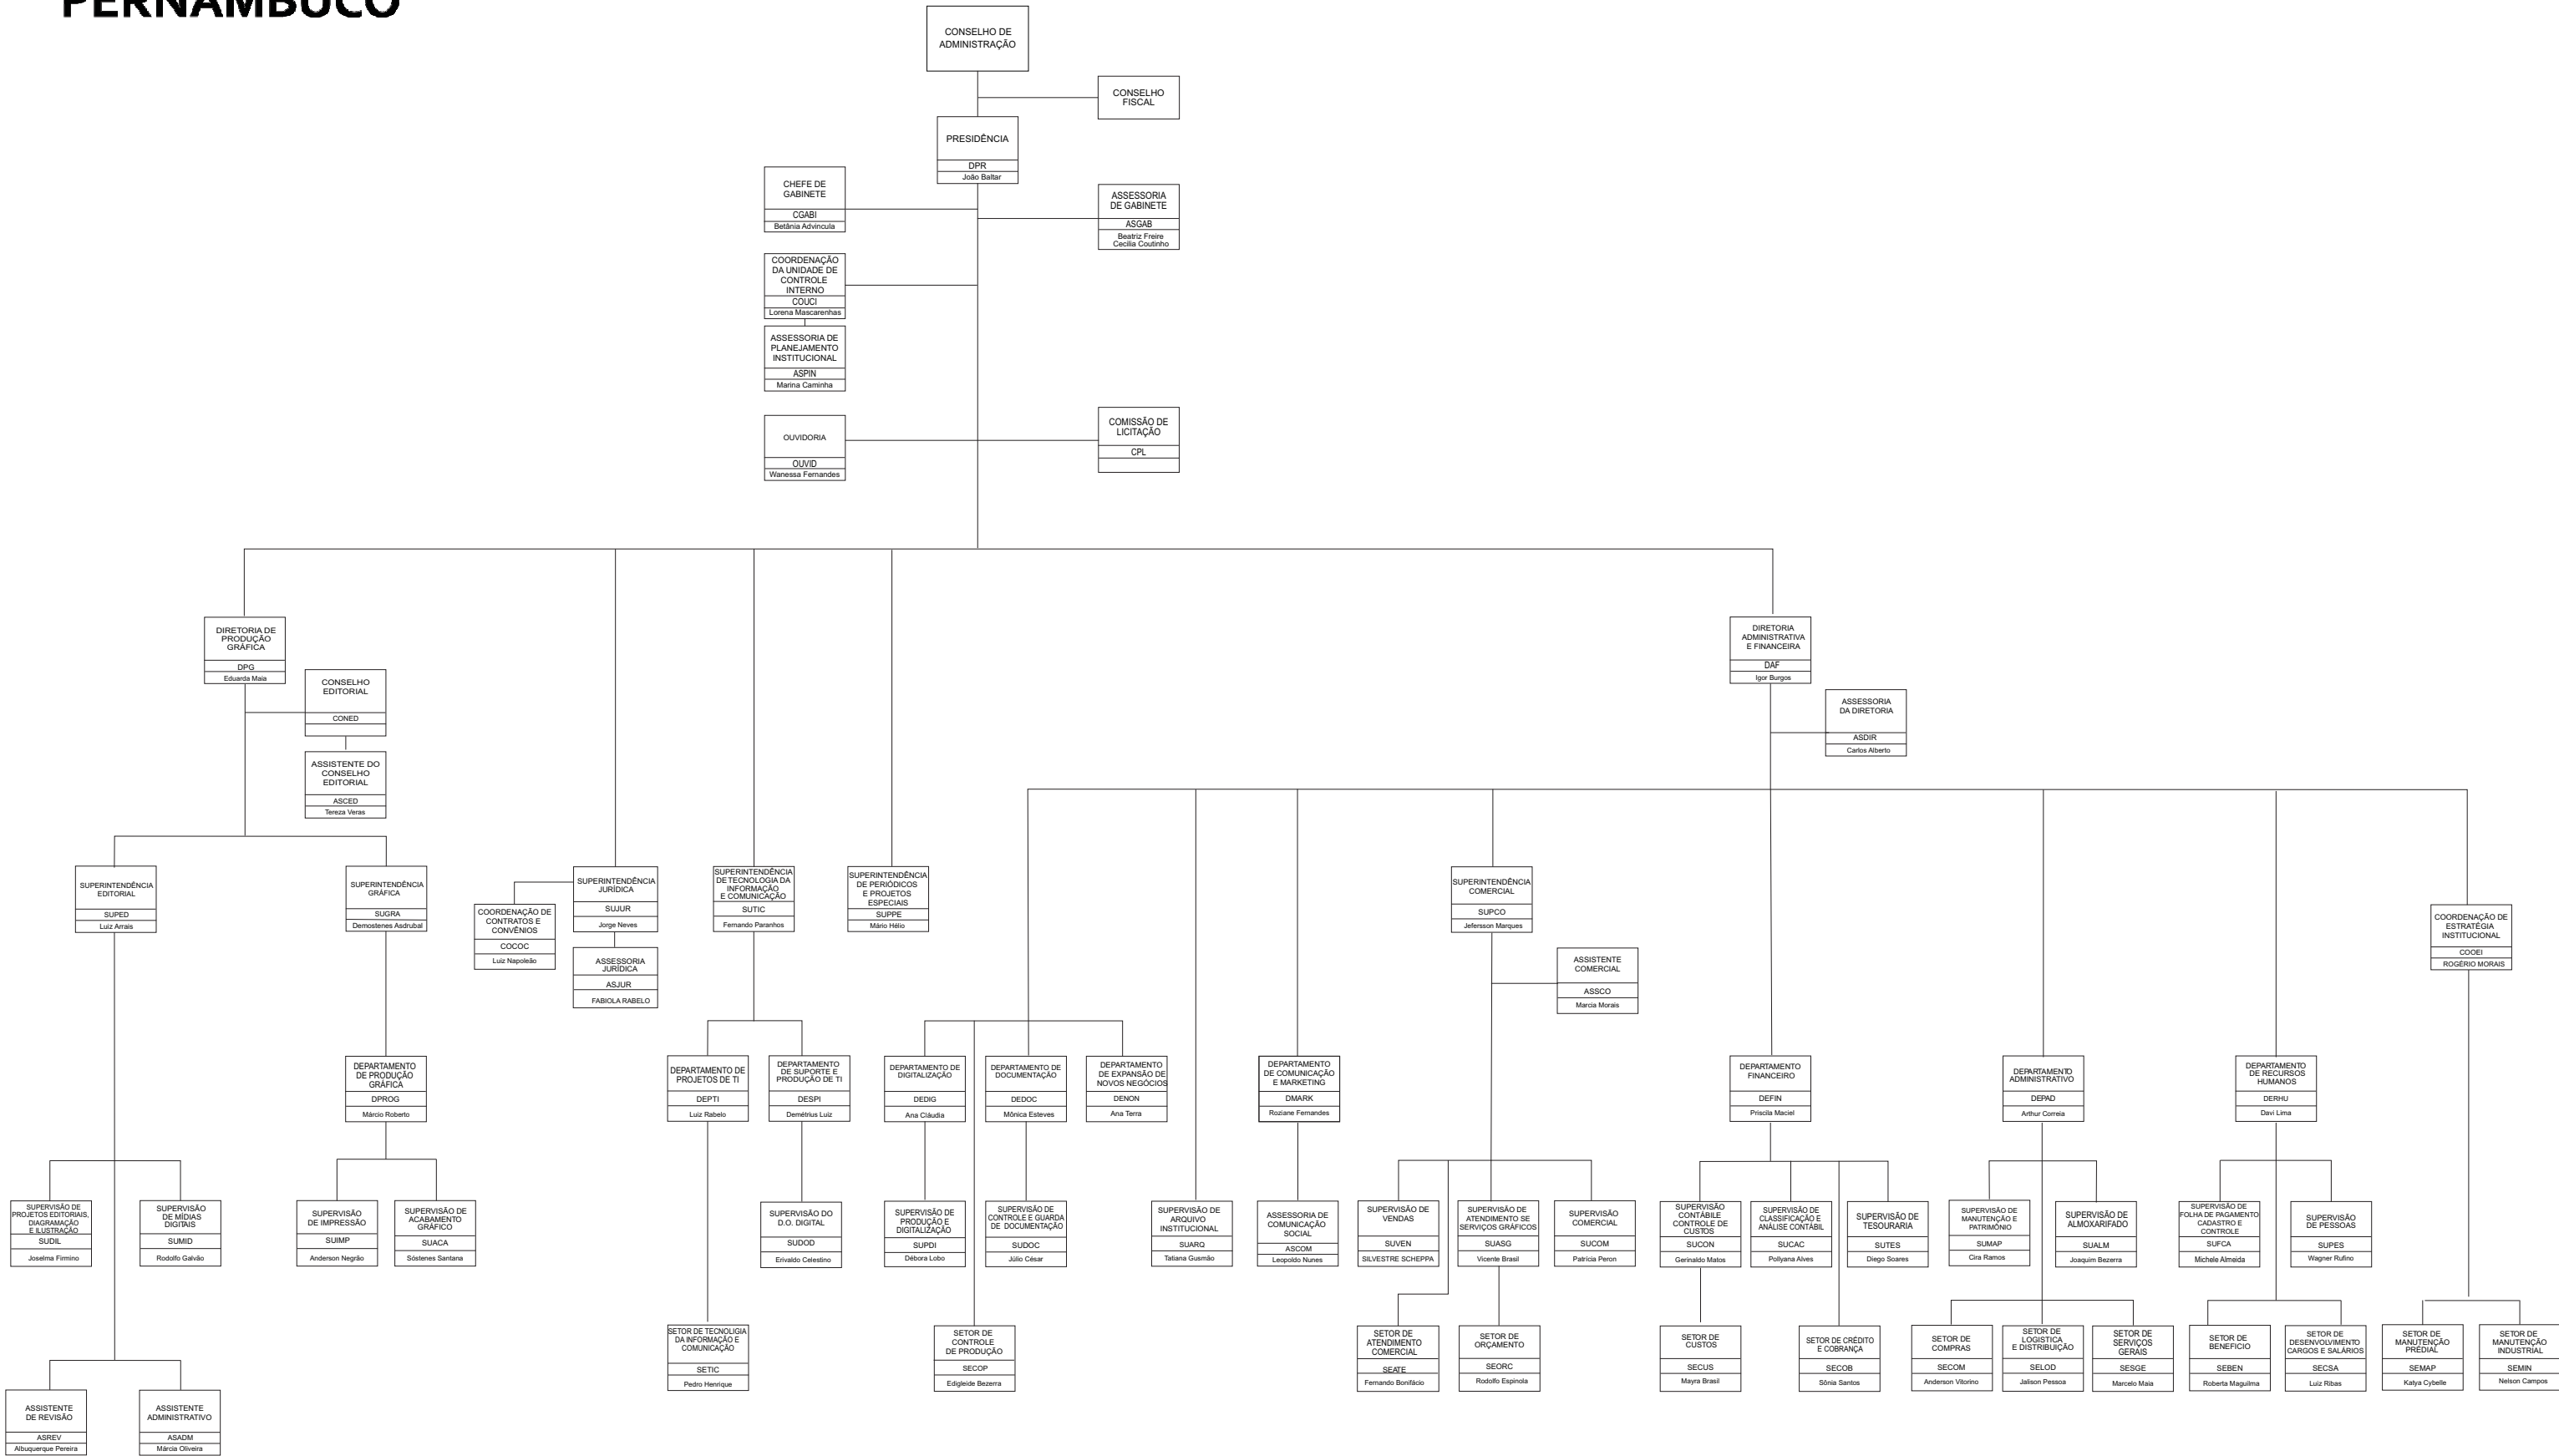 PERNAMBUCO
CONSELHO DE
ADMINISTRAÇÃO
CONSELHO
FISCAL
PRESIDÊNCIA
DPR
João Baltar
CHEFE DE
GABINETE
CGABI
Betânia Advincula
ASSESSORIA
DE GABINETE
ASGAB
Beatriz Freire
Cecilia Coutinho
COORDENAÇÃO
DA UNIDADE DE
CONTROLE
INTERNO
COUCI
Lorena Mascarenhas
ASSESSORIA DE
PLANEJAMENTO
INSTITUCIONAL
ASPIN
Marina Caminha
OUVIDORIA
OUVID
Wanessa Fernandes
COMISSÃO DE
LICITAÇÃO
CPL
DIRETORIA DE
PRODUÇÃO
GRÁFICA
DPG
Eduarda Maia
CONSELHO
EDITORIAL
CONED
ASSISTENTE DO
CONSELHO
EDITORIAL
ASCED
Tereza Veras
DIRETORIA
ADMINISTRATIVA
E FINANCEIRA
DAF
Igor Burgos
ASSESSORIA
DA DIRETORIA
ASDIR
Carlos Alberto
SUPERINTENDÊNCIA
EDITORIAL
SUPED
Luiz Arrais
SUPERINTENDÊNCIA
GRÁFICA
SUGRA
Demostenes Asdrubal
COORDENAÇÃO DE
CONTRATOS E
CONVÊNIOS
COCOC
Luiz Napoleão
SUPERINTENDÊNCIA
JURÍDICA
SUJUR
Jorge Neves
ASSESSORIA
JURÍDICA
ASJUR
FABIOLA RABELO
SUPERINTENDÊNCIA
DE TECNOLOGIA DA
INFORMAÇÃO
E COMUNICAÇÃO
SUTIC
Fernando Paranhos
SUPERINTENDÊNCIA
DE PERIÓDICOS
E PROJETOS
ESPECIAIS
SUPPE
Mário Hélio
SUPERINTENDÊNCIA
COMERCIAL
SUPCO
Jefersson Marques
ASSISTENTE
COMERCIAL
ASSCO
Marcia Morais
COORDENAÇÃO DE
ESTRATÉGIA
INSTITUCIONAL
COOEI
ROGÉRIO MORAIS
DEPARTAMENTO
DE PRODUÇÃO
GRÁFICA
DPROG
Márcio Roberto
DEPARTAMENTO DE
PROJETOS DE TI
DEPTI
Luiz Rabelo
DEPARTAMENTO
DE SUPORTE E
PRODUÇÃO DE TI
DESPI
Demétrius Luiz
DEPARTAMENTO DE
DIGITALIZAÇÃO
DEDIG
Ana Cláudia
DEPARTAMENTO DE
DOCUMENTAÇÃO
DEDOC
Mônica Esteves
DEPARTAMENTO
DE EXPANSÃO DE
NOVOS NEGÓCIOS
DENON
Ana Terra
DEPARTAMENTO
DE COMUNICAÇÃO
E MARKETING
DMARK
Roziane Fernandes
DEPARTAMENTO
FINANCEIRO
DEFIN
Priscila Maciel
DEPARTAMENTO
ADMINISTRATIVO
DEPAD
Arthur Correia
DEPARTAMENTO
DE RECURSOS
HUMANOS
DERHU
Davi Lima
SUPERVISÃO DE
PROJETOS EDITORIAIS,
DIAGRAMAÇÃO
E ILUSTRAÇÃO
SUDIL
Joselma Firmino
SUPERVISÃO
DE MÍDIAS
DIGITAIS
SUMID
Rodolfo Galvão
SUPERVISÃO
DE IMPRESSÃO
SUIMP
Anderson Negrão
SUPERVISÃO DE
ACABAMENTO
GRÁFICO
SUACA
Sóstenes Santana
SUPERVISÃO DO
D.O. DIGITAL
SUDOD
Erivaldo Celestino
SUPERVISÃO DE
PRODUÇÃO E
DIGITALIZAÇÃO
SUPDI
Débora Lobo
SUPERVISÃO DE
CONTROLE E GUARDA
DE DOCUMENTAÇÃO
SUDOC
Júlio César
SUPERVISÃO DE
ARQUIVO
INSTITUCIONAL
SUARQ
Tatiana Gusmão
ASSESSORIA DE
COMUNICAÇÃO
SOCIAL
ASCOM
Leopoldo Nunes
SUPERVISÃO DE
VENDAS
SUVEN
SILVESTRE SCHEPPA
SUPERVISÃO DE
ATENDIMENTO SE
SERVIÇOS GRÁFICOS
SUASG
Vicente Brasil
SUPERVISÃO
COMERCIAL
SUCOM
Patrícia Peron
SUPERVISÃO
CONTÁBILE
CONTROLE DE
CUSTOS
SUCON
Gerinaldo Matos
SUPERVISÃO DE
CLASSIFICAÇÃO E
ANÁLISE CONTÁBIL
SUCAC
Pollyana Alves
SUPERVISÃO DE
TESOURARIA
SUTES
Diego Soares
SUPERVISÃO DE
MANUTENÇÃO E
PATRIMÔNIO
SUMAP
Cira Ramos
SUPERVISÃO DE
ALMOXARIFADO
SUALM
Joaquim Bezerra
SUPERVISÃO DE
FOLHA DE PAGAMENTO
CADASTRO E
CONTROLE
SUFCA
Michele Almeida
SUPERVISÃO
DE PESSOAS
SUPES
Wagner Rufino
SETOR DE TECNOLIGIA
DA INFORMAÇÃO E
COMUNICAÇÃO
SETIC
Pedro Henrique
SETOR DE
CONTROLE
DE PRODUÇÃO
SECOP
Edigleide Bezerra
SETOR DE
ATENDIMENTO
COMERCIAL
SEATE
Fernando Bonifácio
SETOR DE
ORÇAMENTO
SEORC
Rodolfo Espinola
SETOR DE
CUSTOS
SECUS
Mayra Brasil
SETOR DE CRÉDITO
E COBRANÇA
SECOB
Sônia Santos
SETOR DE
COMPRAS
SECOM
Anderson Vitorino
SETOR DE
LOGISTICA
E DISTRIBUIÇÃO
SELOD
Jalison Pessoa
SETOR DE
SERVIÇOS
GERAIS
SESGE
Marcelo Maia
SETOR DE
BENEFICIO
SEBEN
Roberta Maguilma
SETOR DE
DESENVOLVIMENTO
CARGOS E SALÁRIOS
SECSA
Luiz Ribas
SETOR DE
MANUTENÇÃO
PREDIAL
SEMAP
Katya Cybelle
SETOR DE
MANUTENÇÃO
INDUSTRIAL
SEMIN
Nelson Campos
ASSISTENTE
DE REVISÃO
ASREV
Albuquerque Pereira
ASSISTENTE
ADMINISTRATIVO
ASADM
Márcia Oliveira